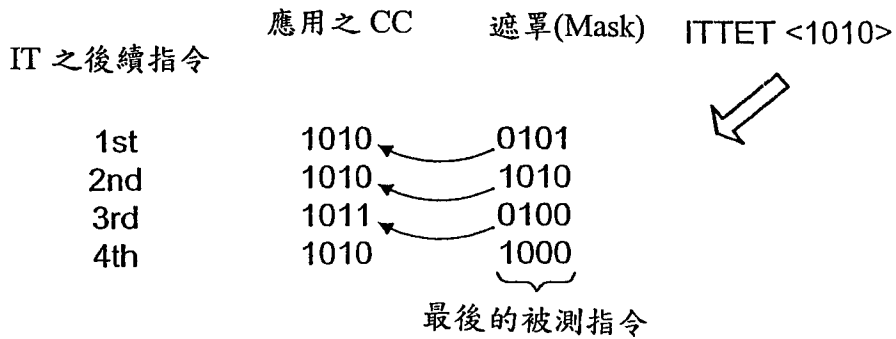 應用之 CC 遮罩(Mask) ITTET <1010>
IT 之後續指令
1st 1010 0101
2nd 1010 1010
3rd 1011 0100
4th 1010 1000
最後的被測指令